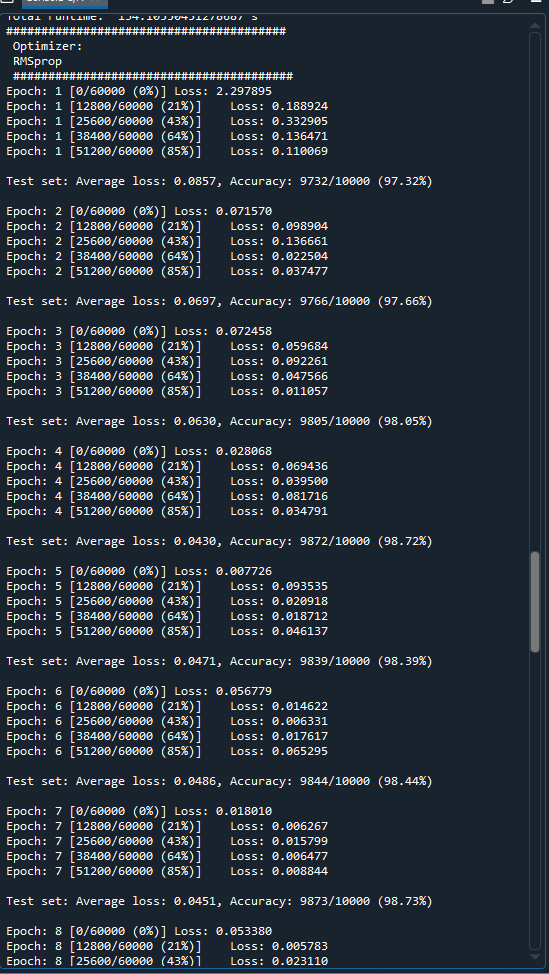 ########################################
Optimizer:
RMSprop
########################################
Epoch: 1 [0/60000 (0%)] Loss: 2.297895
Epoch: 1 [12800/60000 (21%)] Loss: 0.188924
Epoch: 1 [25600/60000 (43%)] Loss: 0.332905
Epoch: 1 [38400/60000 (64%)] Loss: 0.136471
Epoch: 1 [51200/60000 (85%)] Loss: 0.110069
Test set: Average loss: 0.0857, Accuracy: 9732/10000 (97.32%)
Epoch: 2 [0/60000 (0%)] Loss: 0.071570
Epoch: 2 [12800/60000 (21%)] Loss: 0.098904
Epoch: 2 [25600/60000 (43%)] Loss: 0.136661
Epoch: 2 [38400/60000 (64%)] Loss: 0.022504
Epoch: 2 [51200/60000 (85%)] Loss: 0.037477
Test set: Average loss: 0.0697, Accuracy: 9766/10000 (97.66%)
Epoch: 3 [0/60000 (0%)] Loss: 0.072458
Epoch: 3 [12800/60000 (21%)] Loss: 0.059684
Epoch: 3 [25600/60000 (43%)] Loss: 0.092261
Epoch: 3 [38400/60000 (64%)] Loss: 0.047566
Epoch: 3 [51200/60000 (85%)] Loss: 0.011057
Test set: Average loss: 0.0630, Accuracy: 9805/10000 (98.05%)
Epoch: 4 [0/60000 (0%)] Loss: 0.028068
Epoch: 4 [12800/60000 (21%)] Loss: 0.069436
Epoch: 4 [25600/60000 (43%)] Loss: 0.039500
Epoch: 4 [38400/60000 (64%)] Loss: 0.081716
Epoch: 4 [51200/60000 (85%)] Loss: 0.034791
Test set: Average loss: 0.0430, Accuracy: 9872/10000 (98.72%)
Epoch: 5 [0/60000 (0%)] Loss: 0.007726
Epoch: 5 [12800/60000 (21%)] Loss: 0.093535
Epoch: 5 [25600/60000 (43%)] Loss: 0.020918
Epoch: 5 [38400/60000 (64%)] Loss: 0.018712
Epoch: 5 [51200/60000 (85%)] Loss: 0.046137
Test set: Average loss: 0.0471, Accuracy: 9839/10000 (98.39%)
Epoch: 6 [0/60000 (0%)] Loss: 0.056779
Epoch: 6 [12800/60000 (21%)] Loss: 0.014622
Epoch: 6 [25600/60000 (43%)] Loss: 0.006331
Epoch: 6 [38400/60000 (64%)] Loss: 0.017617
Epoch: 6 [51200/60000 (85%)] Loss: 0.065295
Test set: Average loss: 0.0486, Accuracy: 9844/10000 (98.44%)
Epoch: 7 [0/60000 (0%)] Loss: 0.018010
Epoch: 7 [12800/60000 (21%)] Loss: 0.006267
Epoch: 7 [25600/60000 (43%)] Loss: 0.015799
Epoch: 7 [38400/60000 (64%)] Loss: 0.006477
Epoch: 7 [51200/60000 (85%)] Loss: 0.008844
Test set: Average loss: 0.0451, Accuracy: 9873/10000 (98.73%)
Epoch: 8 [0/60000 (0%)] Loss: 0.053380
Epoch: 8 [12800/60000 (21%)] Loss: 0.005783
Epoch: 8 [25600/60000 (43%)] Loss: 0.023110